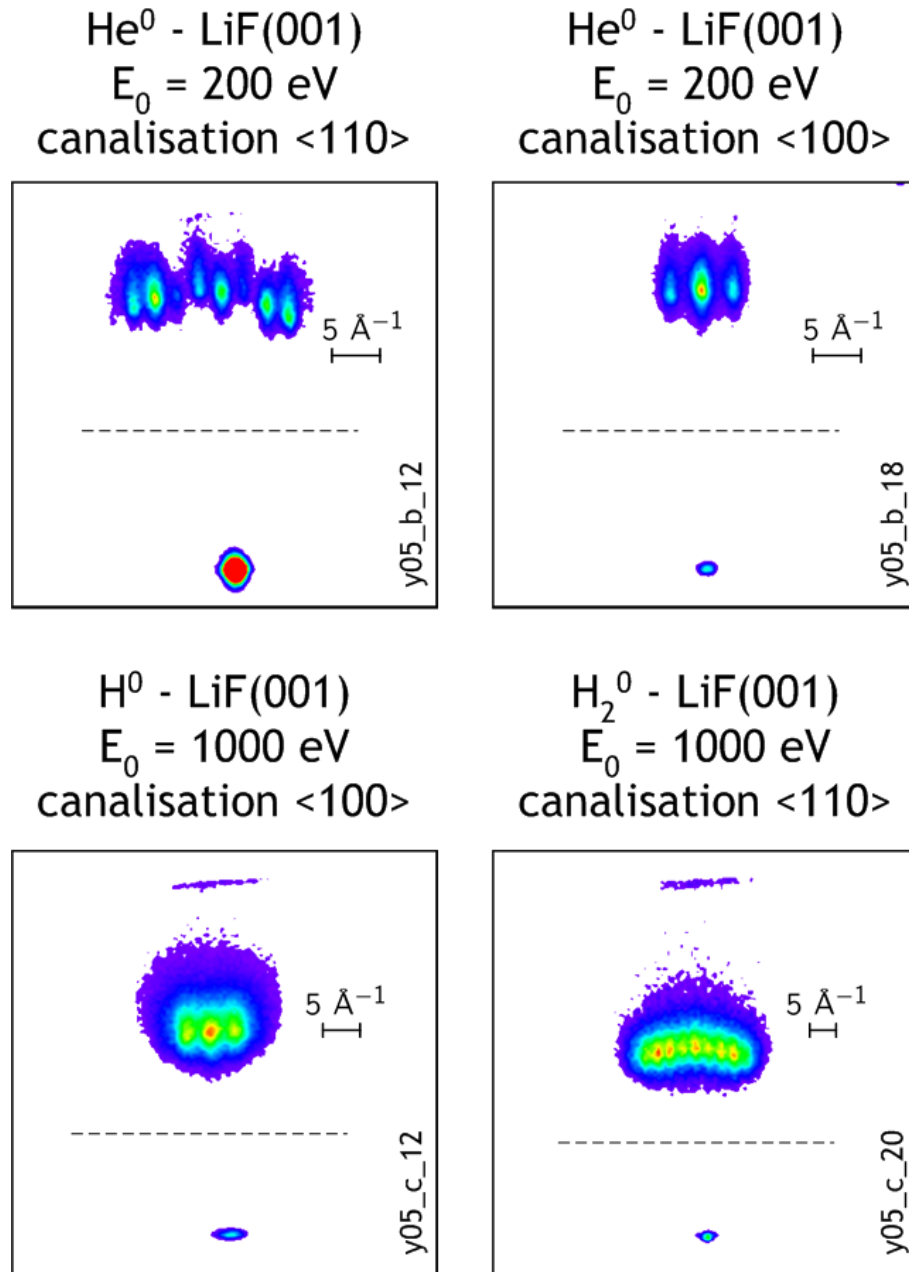 He⁰ - LiF(001)
E₀ = 200 eV
canalisation <110>
5 Å⁻¹
y05_b_12
He⁰ - LiF(001)
E₀ = 200 eV
canalisation <100>
5 Å⁻¹
y05_b_18
H⁰ - LiF(001)
E₀ = 1000 eV
canalisation <100>
5 Å⁻¹
y05_c_12
H₂⁰ - LiF(001)
E₀ = 1000 eV
canalisation <110>
5 Å⁻¹
y05_c_20